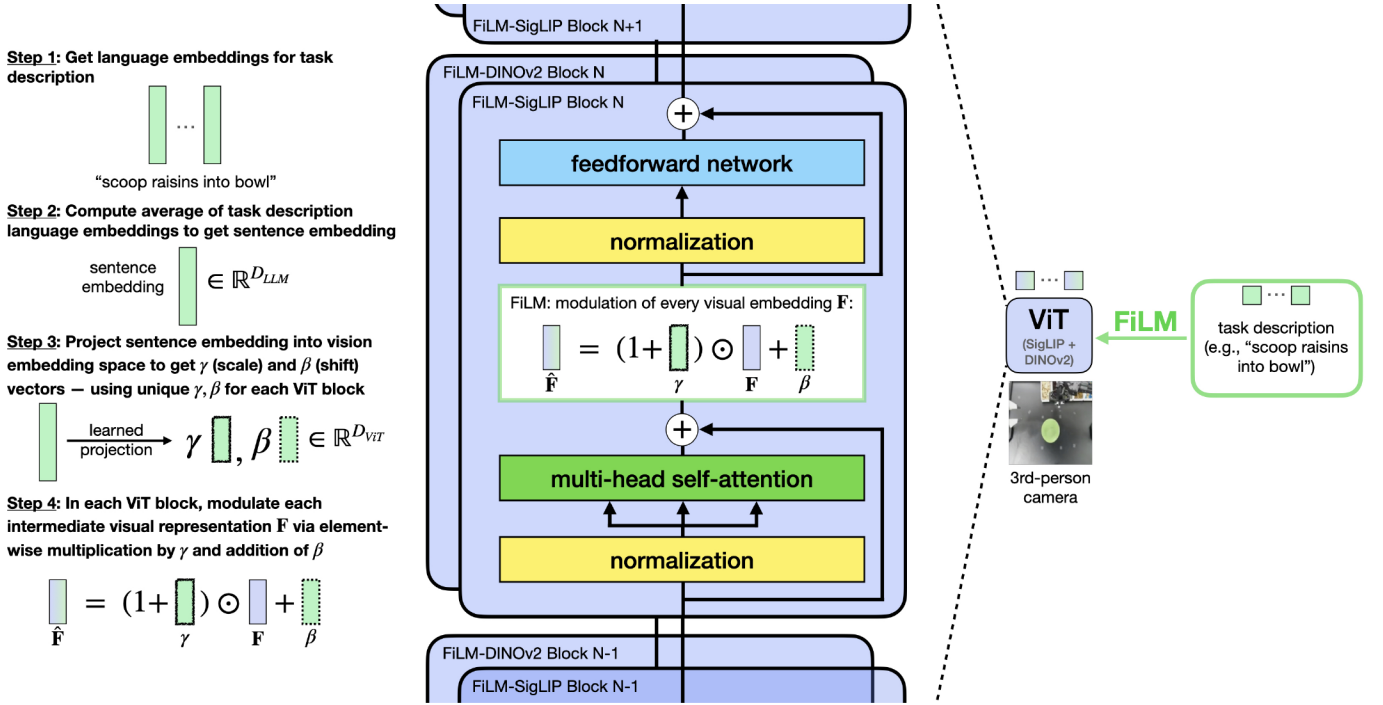 Step 1: Get language embeddings for task
description
...
“scoop raisins into bowl”
Step 2: Compute average of task description
language embeddings to get sentence embedding
sentence
embedding
∈ ℝ^{D_{LLM}}
Step 3: Project sentence embedding into vision
embedding space to get γ (scale) and β (shift)
vectors — using unique γ, β for each ViT block
learned
projection
γ , β ∈ ℝ^{D_{ViT}}
Step 4: In each ViT block, modulate each
intermediate visual representation F via element-
wise multiplication by γ and addition of β
= (1+ ) ⊙ +
F̂ γ F β
FiLM-SigLIP Block N+1
FiLM-DINOv2 Block N
FiLM-SigLIP Block N
+
feedforward network
normalization
FiLM: modulation of every visual embedding F:
= (1+ ) ⊙ +
F̂ γ F β
+
multi-head self-attention
normalization
FiLM-DINOv2 Block N-1
FiLM-SigLIP Block N-1
...
ViT
(SigLIP +
DINOv2)
3rd-person
camera
FiLM
...
task description
(e.g., “scoop raisins
into bowl”)